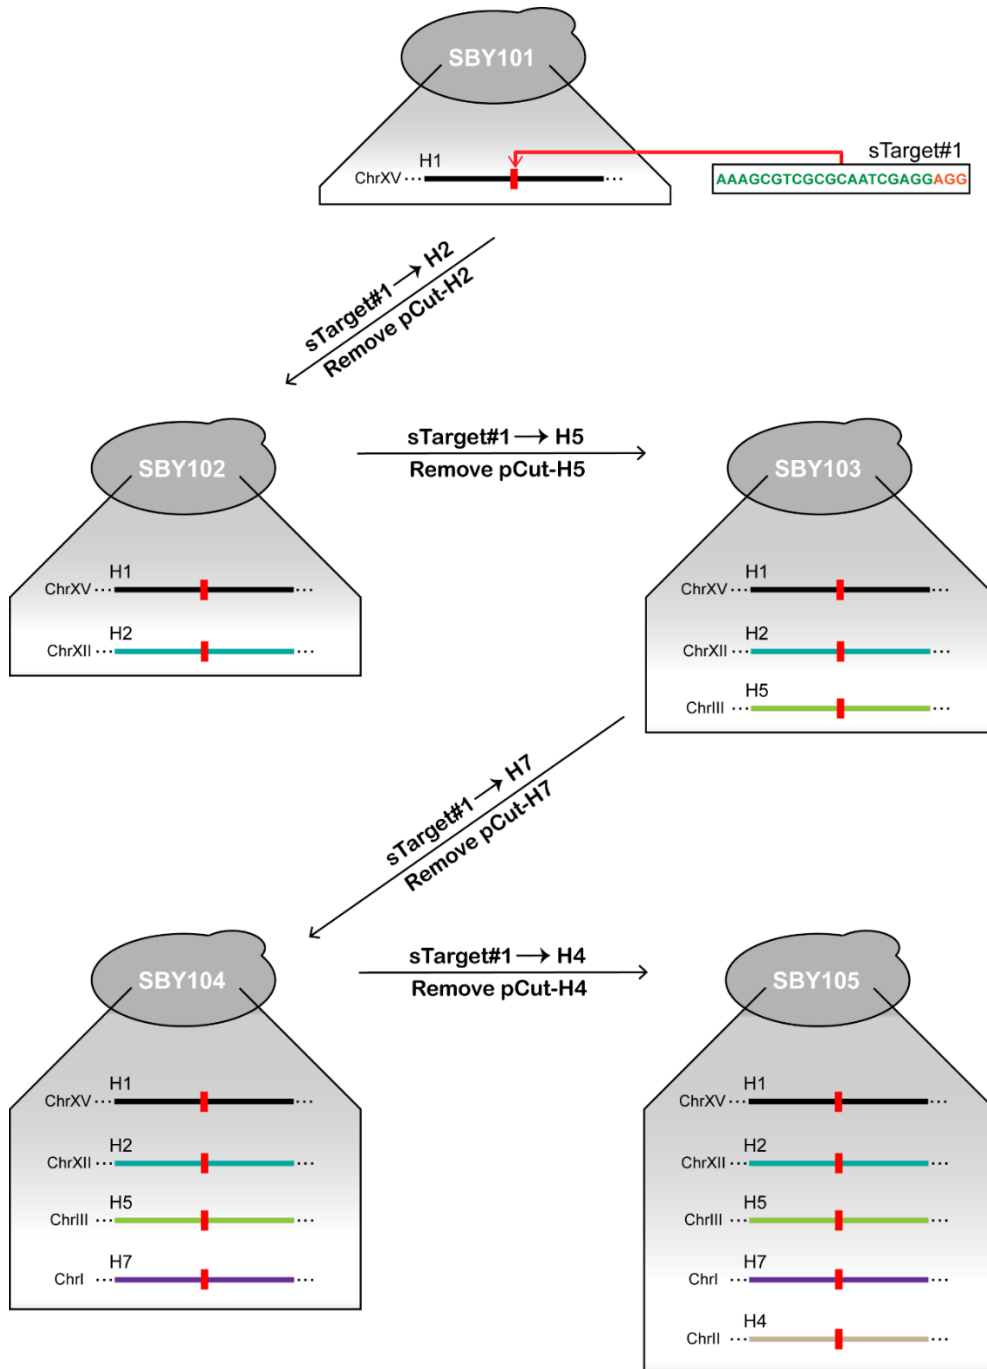 SBY101
sTarget#1
AAAGCGTCGCGCAATCGAGGAGG
H1
ChrXV
sTarget#1 → H2
Remove pCut-H2
SBY102
sTarget#1 → H5
Remove pCut-H5
SBY103
H1
ChrXV
H2
ChrXII
H1
ChrXV
H2
ChrXII
H5
ChrIII
sTarget#1 → H7
Remove pCut-H7
SBY104
sTarget#1 → H4
Remove pCut-H4
SBY105
H1
ChrXV
H2
ChrXII
H5
ChrIII
H7
ChrI
H1
ChrXV
H2
ChrXII
H5
ChrIII
H7
ChrI
H4
ChrII